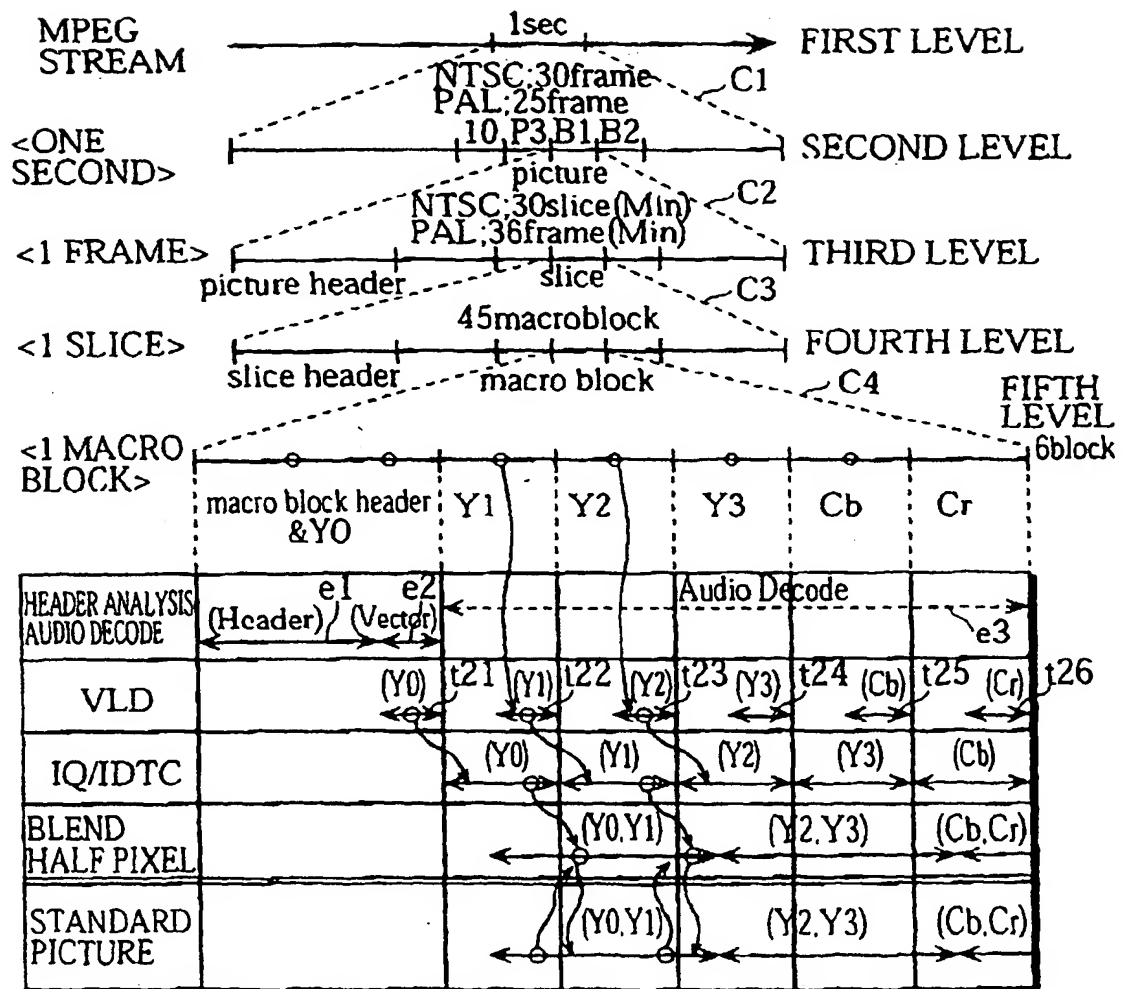 MPEG STREAM
1sec
FIRST LEVEL
NTSC;30frame
PAL;25frame
C1
<ONE SECOND>
10 P3 B1 B2
SECOND LEVEL
picture
C2
NTSC;30slice(Min)
PAL;36frame(Min)
<1 FRAME>
THIRD LEVEL
picture header
slice
C3
45macroblock
<1 SLICE>
FOURTH LEVEL
slice header
macro block
C4
FIFTH LEVEL
<1 MACRO BLOCK>
6block
macro block header &Y0
Y1
Y2
Y3
Cb
Cr
HEADER ANALYSIS AUDIO DECODE
(Header)
e1
(Vector)
e2
Audio Decode
e3
VLD
(Y0)
t21
(Y1)
t22
(Y2)
t23
(Y3)
t24
(Cb)
t25
(Cr)
t26
IQ/IDTC
(Y0)
(Y1)
(Y2)
(Y3)
(Cb)
BLEND HALF PIXEL
(Y0,Y1)
(Y2,Y3)
(Cb,Cr)
STANDARD PICTURE
(Y0,Y1)
(Y2,Y3)
(Cb,Cr)